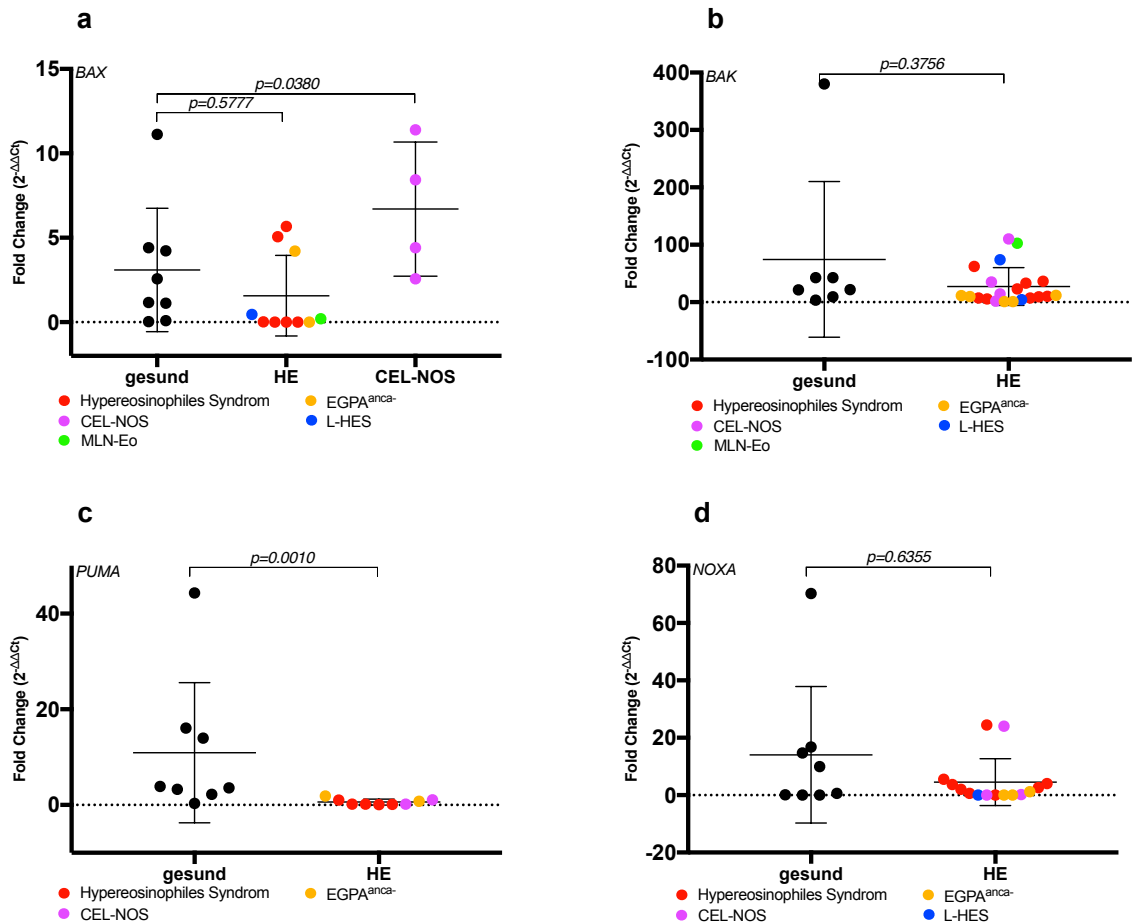 a
BAX
p=0.0380
p=0.5777
Fold Change (2-ΔΔCt)
15
10
5
0
gesund HE CEL-NOS
Hypereosinophiles Syndrom EGPAanca-
CEL-NOS L-HES
MLN-Eo
b
BAK
p=0.3756
Fold Change (2-ΔΔCt)
400
300
200
100
0
-100
gesund HE
Hypereosinophiles Syndrom EGPAanca-
CEL-NOS L-HES
MLN-Eo
c
PUMA
p=0.0010
Fold Change (2-ΔΔCt)
40
20
0
gesund HE
Hypereosinophiles Syndrom EGPAanca-
CEL-NOS
d
NOXA
p=0.6355
Fold Change (2-ΔΔCt)
80
60
40
20
0
-20
gesund HE
Hypereosinophiles Syndrom EGPAanca-
CEL-NOS L-HES